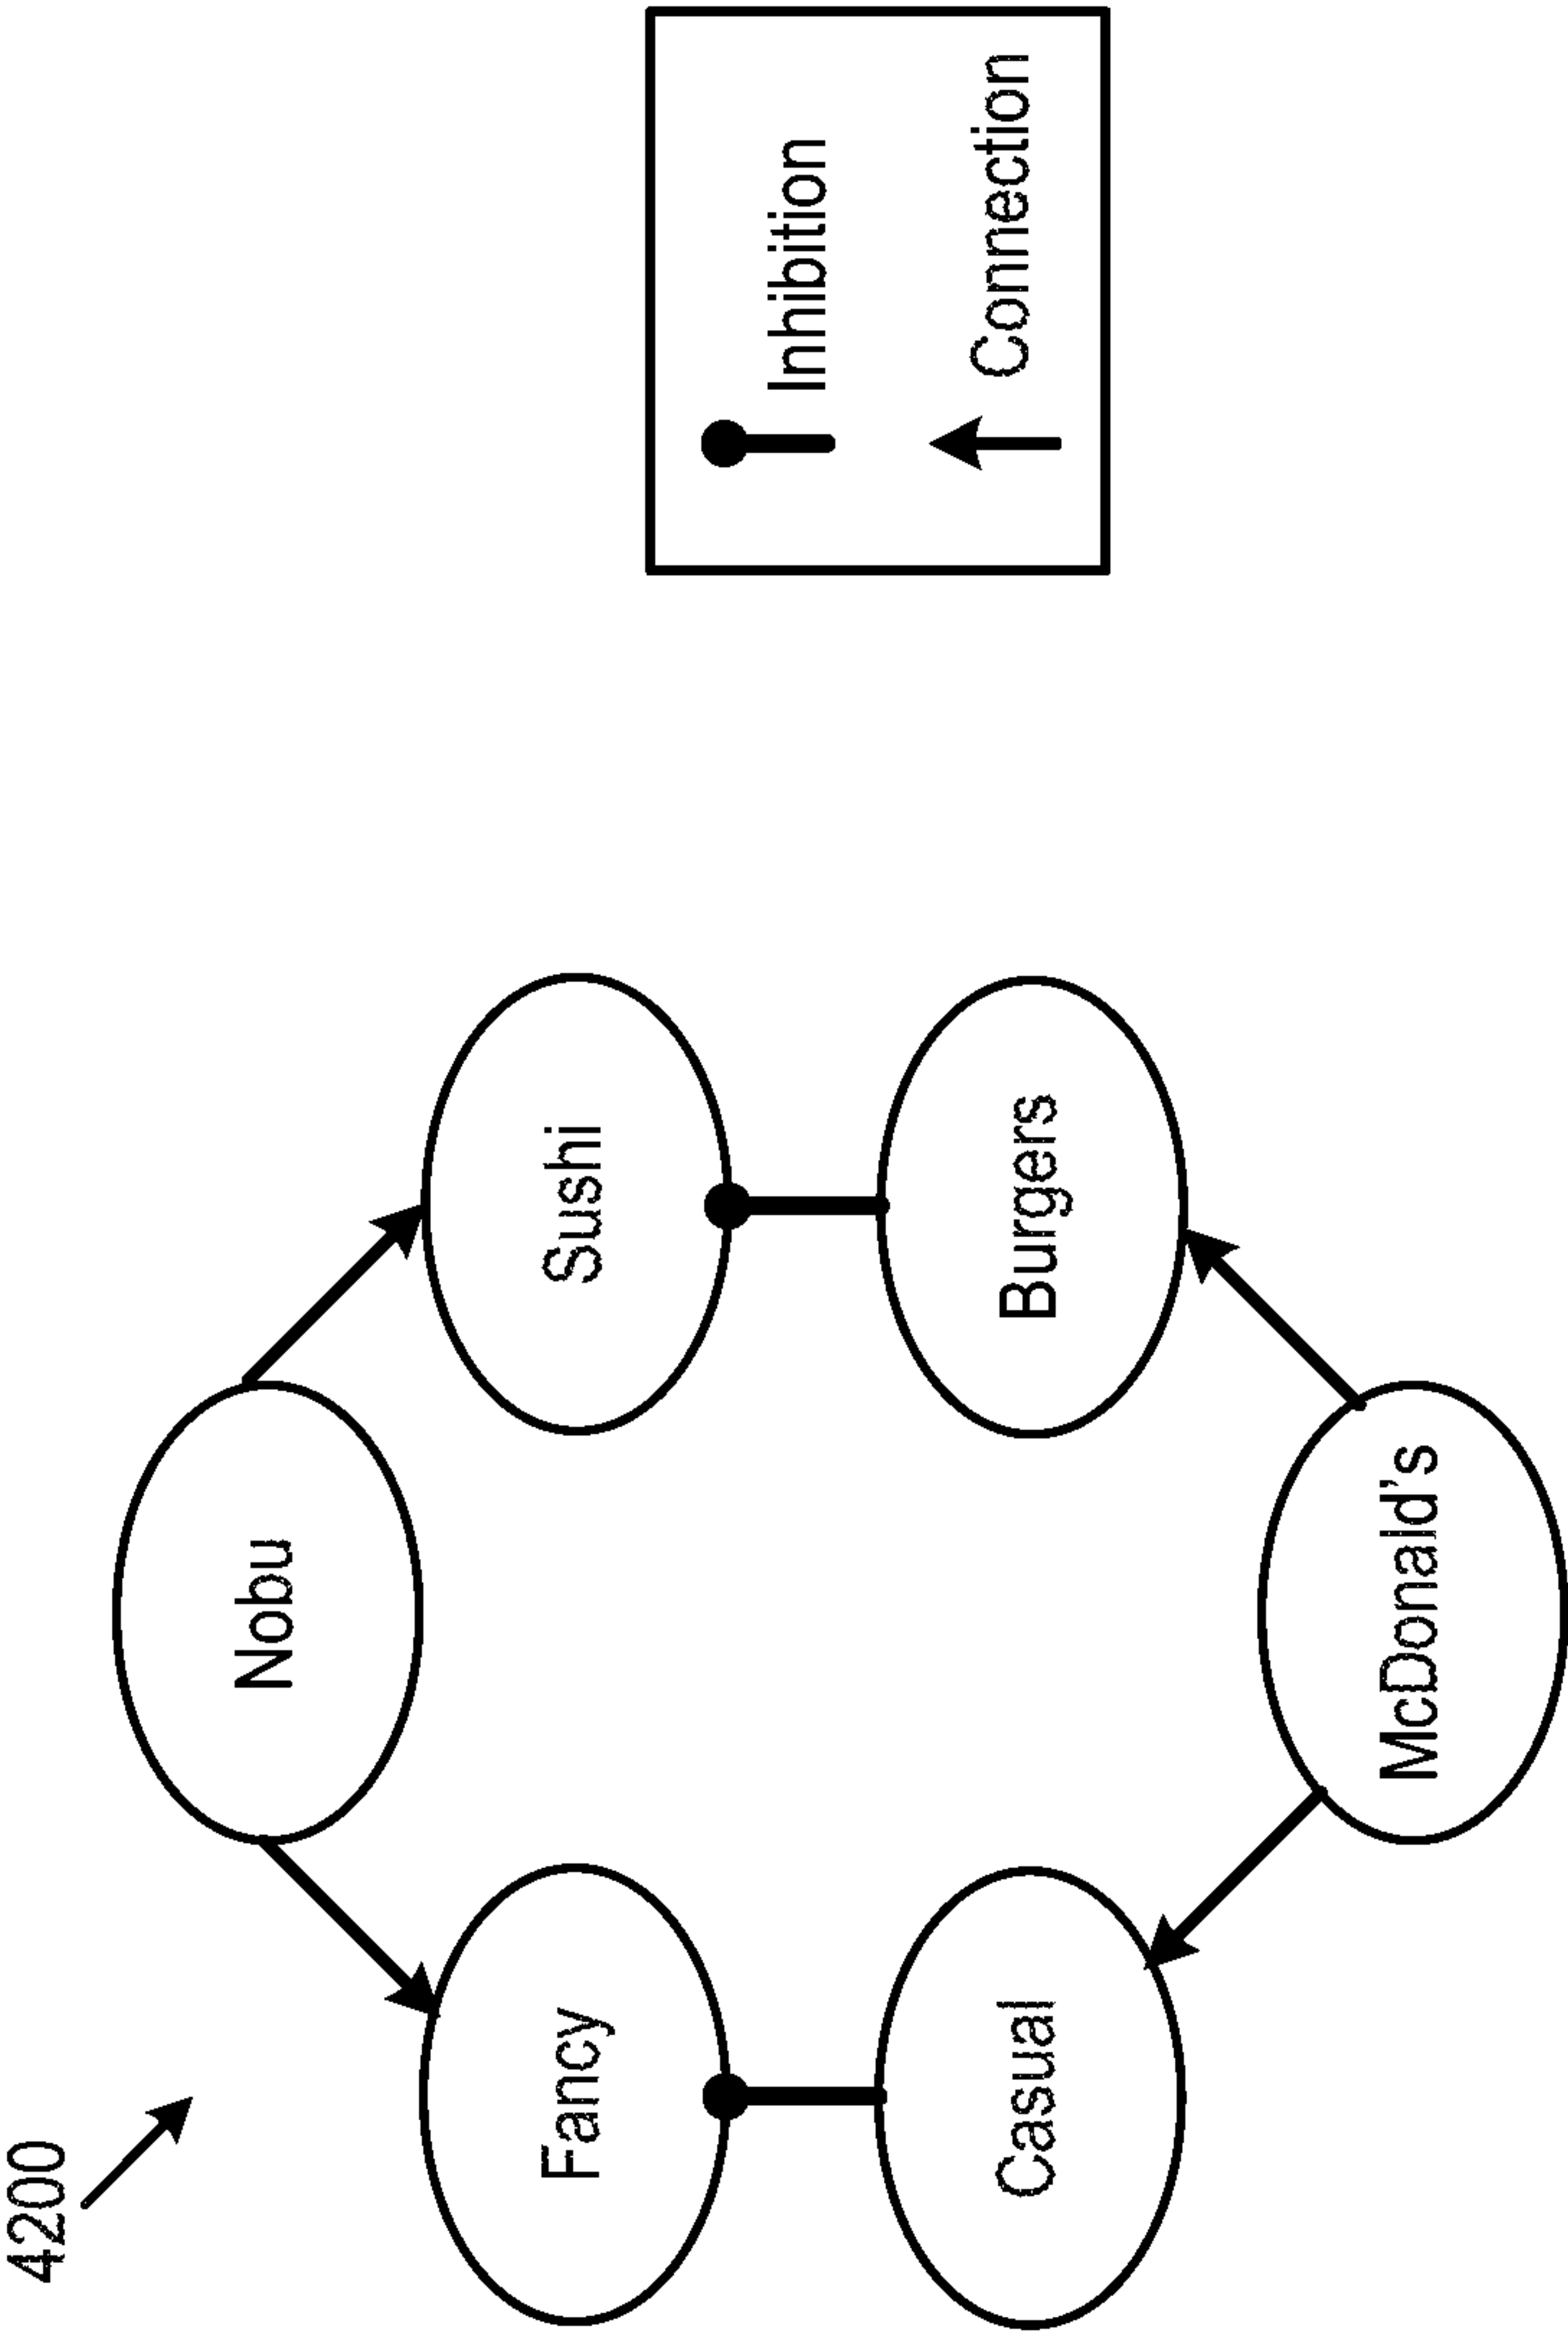 4200
Nobu
Fancy
Sushi
Casual
Burgers
McDonald's
Inhibition
Connection